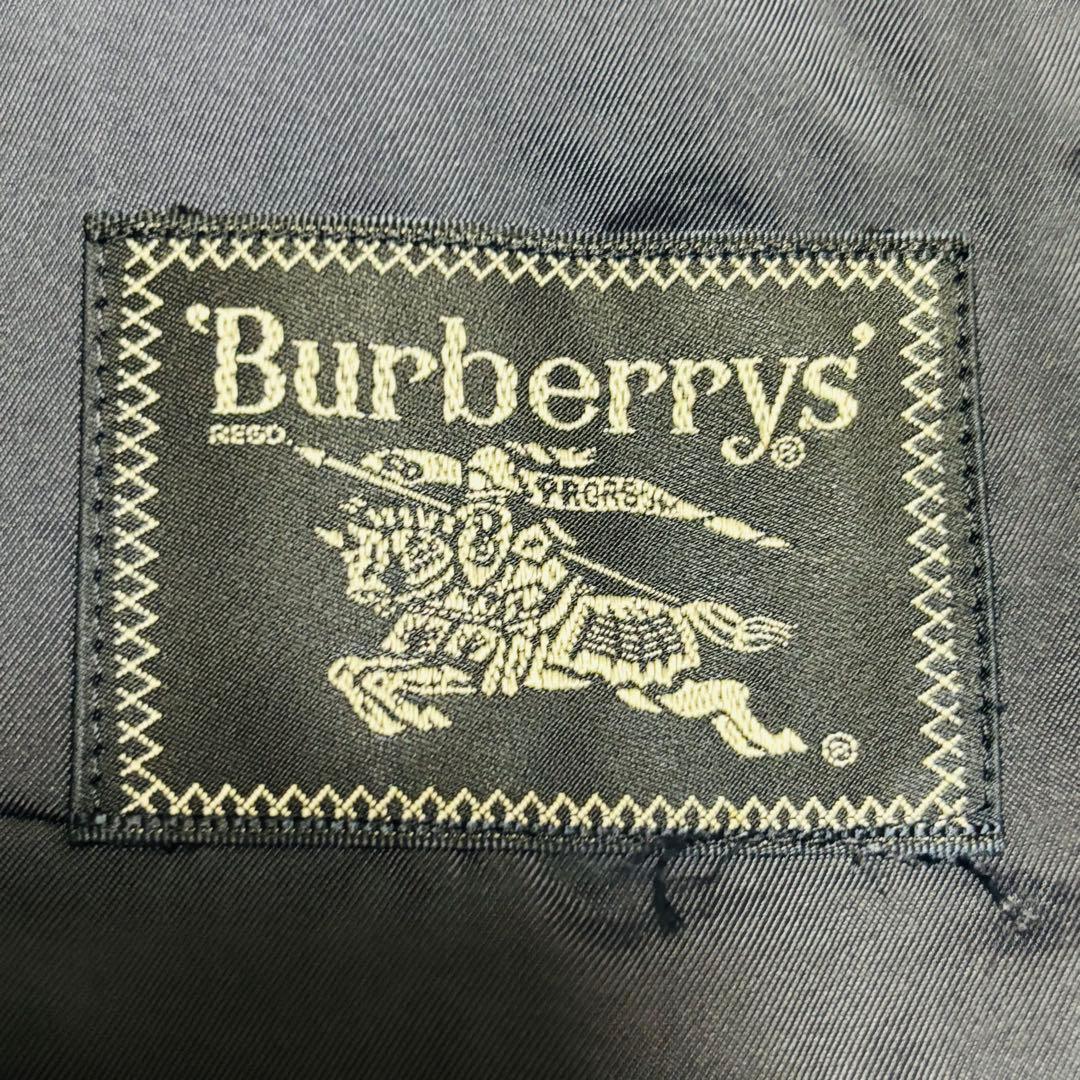 'Burberrys'
REGD. ®
PRORSUM
®